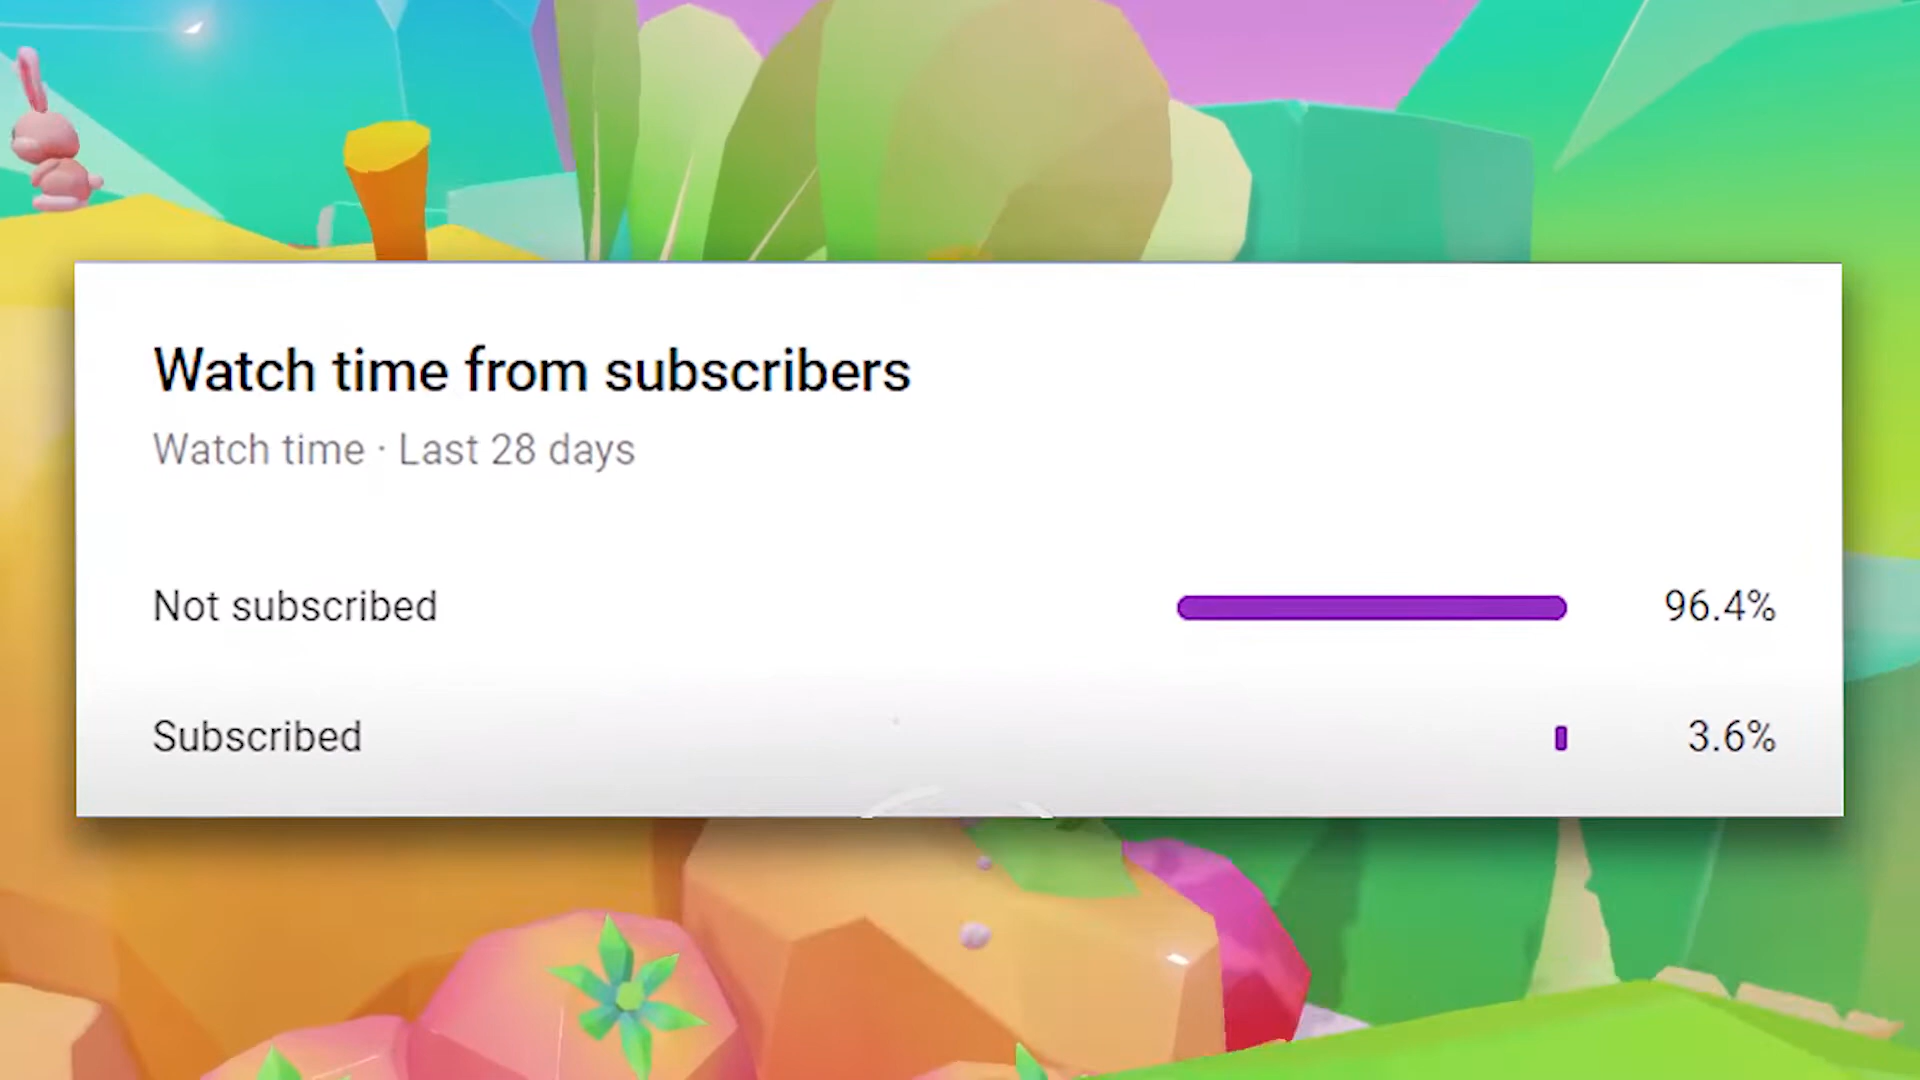 Watch time from subscribers
Watch time · Last 28 days
Not subscribed 96.4%
Subscribed 3.6%